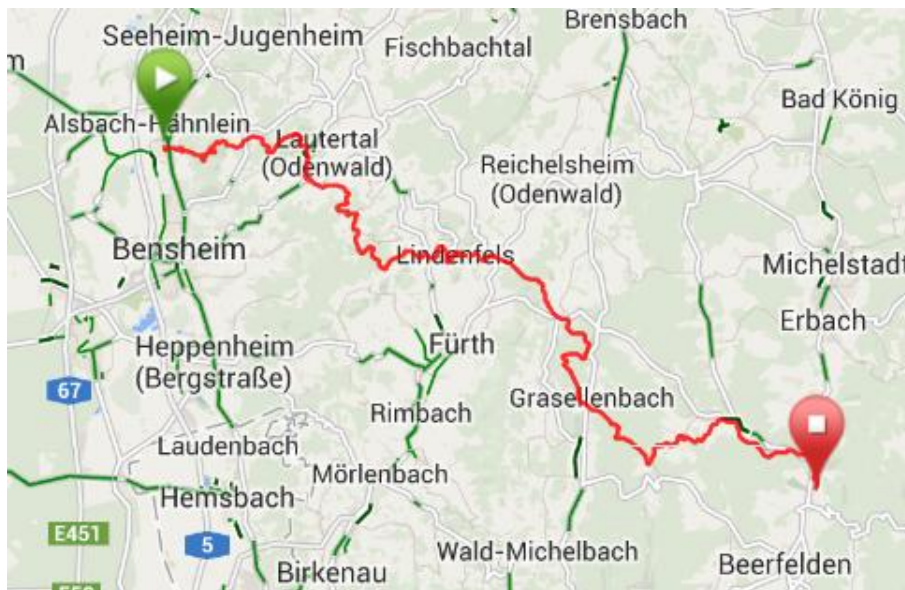 Brensbach
Seeheim-Jugenheim
Fischbachtal
m
Bad König
Alsbach-Hähnlein
Lautertal
(Odenwald)
Reichelsheim
(Odenwald)
Bensheim
Lindenfels
Michelstadt
Erbach
Heppenheim
(Bergstraße)
Fürth
67
Grasellenbach
Rimbach
Laudenbach
Mörlenbach
Hemsbach
E451
5
Wald-Michelbach
Beerfelden
Birkenau